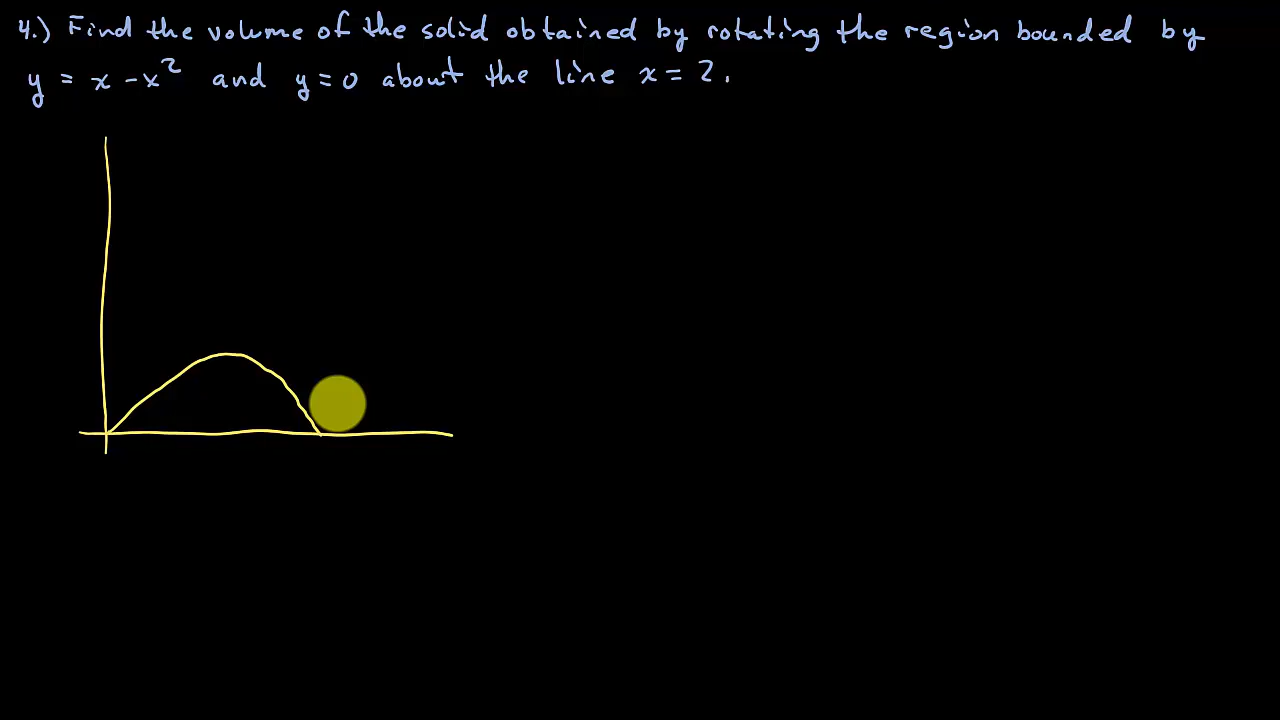 4.) Find the volume of the solid obtained by rotating the region bounded by
y = x - x² and y = 0 about the line x = 2.